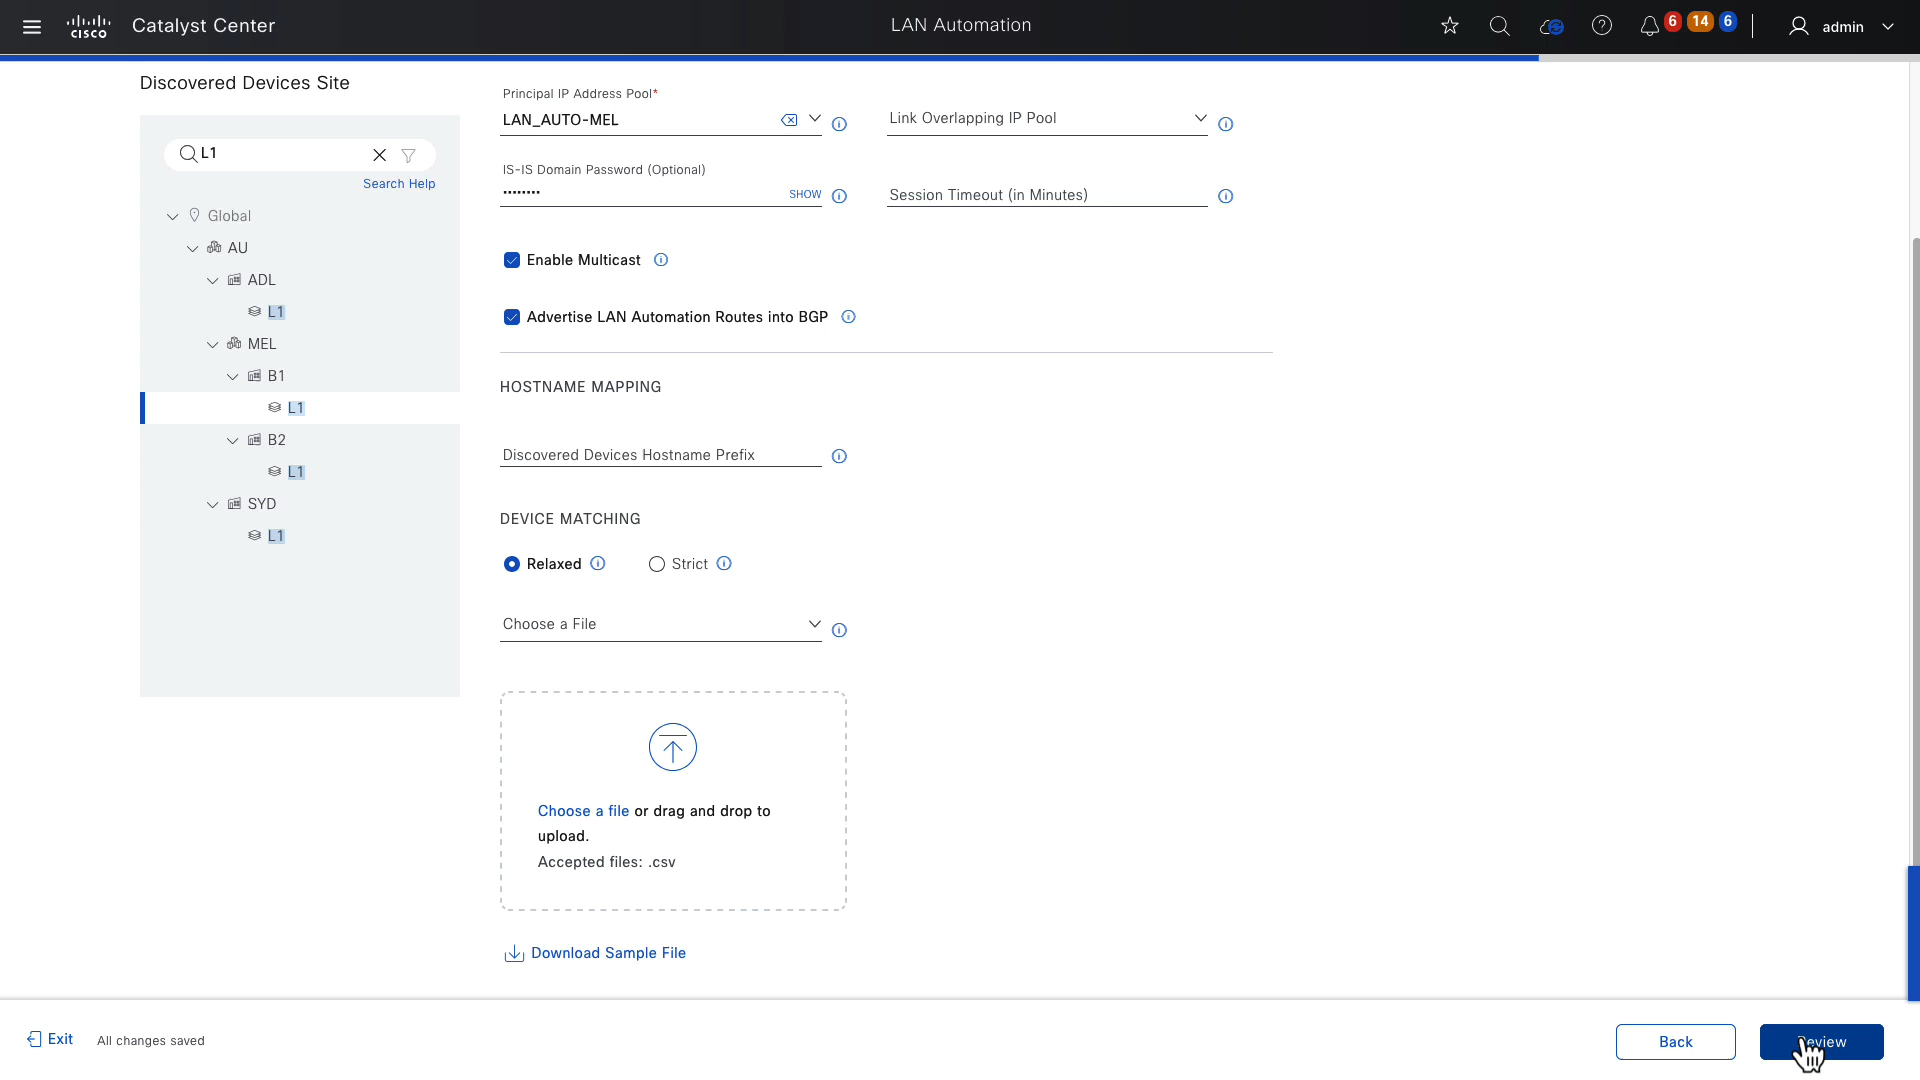 cisco Catalyst Center
LAN Automation
6 14 6
admin
Discovered Devices Site
L1
Search Help
Global
AU
ADL
L1
MEL
B1
L1
B2
L1
SYD
L1
Principal IP Address Pool*
LAN_AUTO-MEL
Link Overlapping IP Pool
IS-IS Domain Password (Optional)
•••••••• SHOW
Session Timeout (in Minutes)
Enable Multicast
Advertise LAN Automation Routes into BGP
HOSTNAME MAPPING
Discovered Devices Hostname Prefix
DEVICE MATCHING
Relaxed Strict
Choose a File
Choose a file or drag and drop to
upload.
Accepted files: .csv
Download Sample File
Exit All changes saved
Back